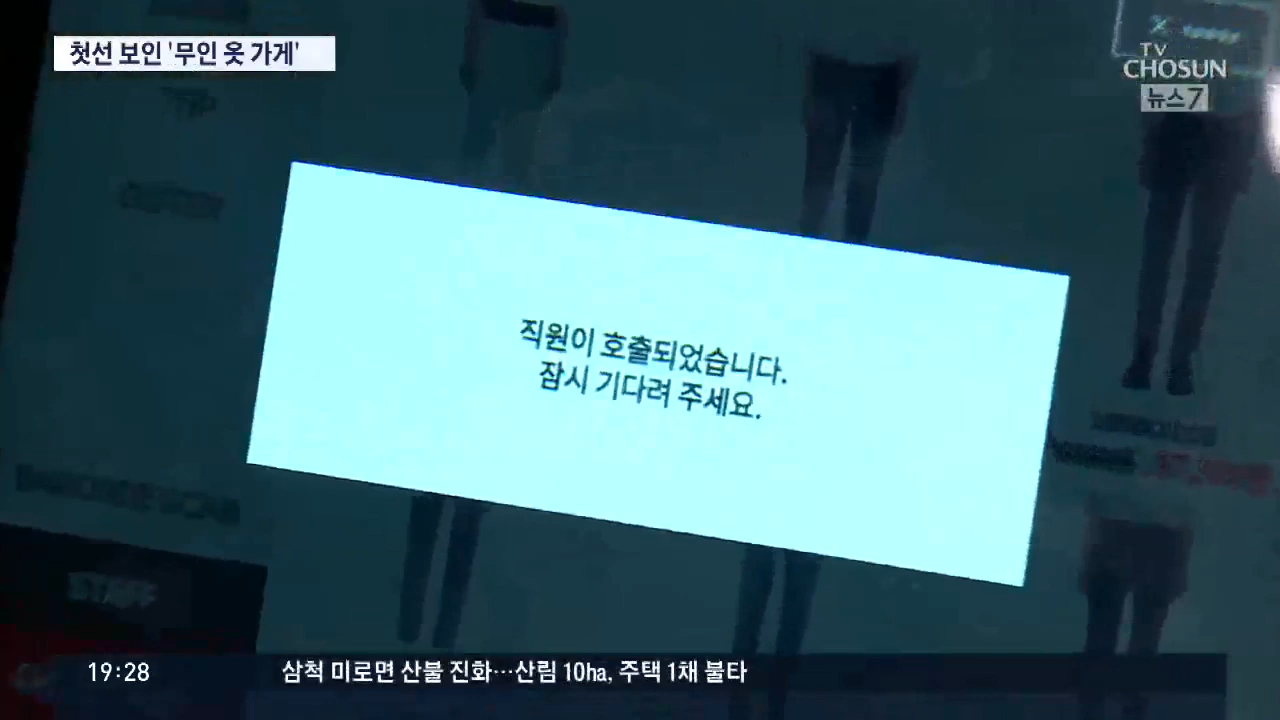 첫선 보인 '무인 옷 가게'
TV
CHOSUN
뉴스7
직원이 호출되었습니다.
잠시 기다려 주세요.
STAFF
19:28
삼척 미로면 산불 진화…산림 10ha, 주택 1채 불타